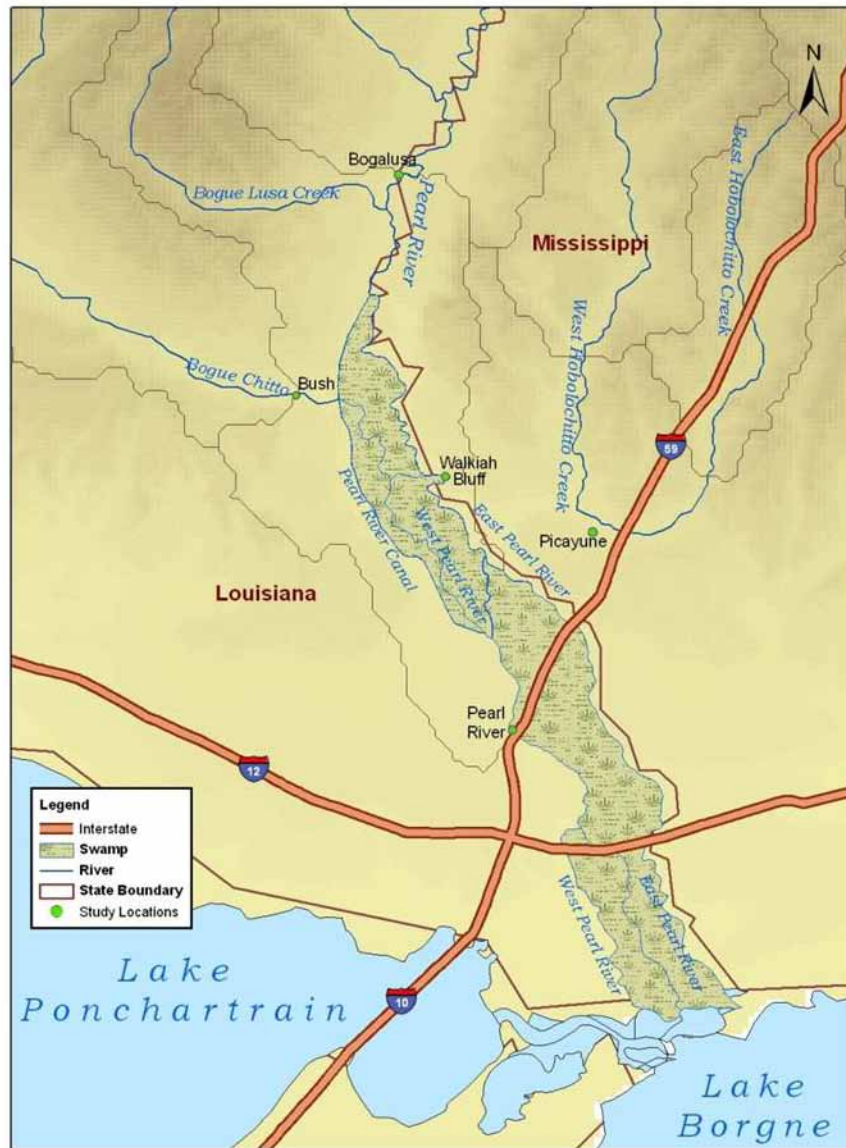 N
Bogalusa
Bogue Lusa Creek
Pearl River
Mississippi
East Hobolochitto Creek
West Hobolochitto Creek
Bogue Chitto
Bush
59
Walkiah
Bluff
Pearl River Canal
West Pearl River
East Pearl River
Picayune
Louisiana
Pearl
River
12
Legend
Interstate
Swamp
River
State Boundary
Study Locations
West Pearl River
East Pearl River
Lake
Ponchartrain
10
Lake
Borgne